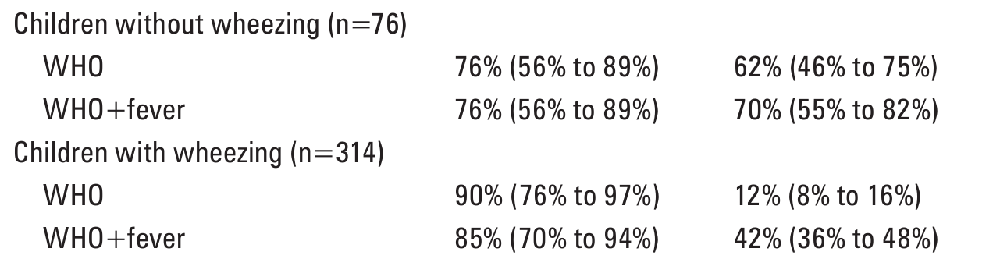 Children without wheezing (n=76)
WHO 76% (56% to 89%) 62% (46% to 75%)
WHO+fever 76% (56% to 89%) 70% (55% to 82%)
Children with wheezing (n=314)
WHO 90% (76% to 97%) 12% (8% to 16%)
WHO+fever 85% (70% to 94%) 42% (36% to 48%)